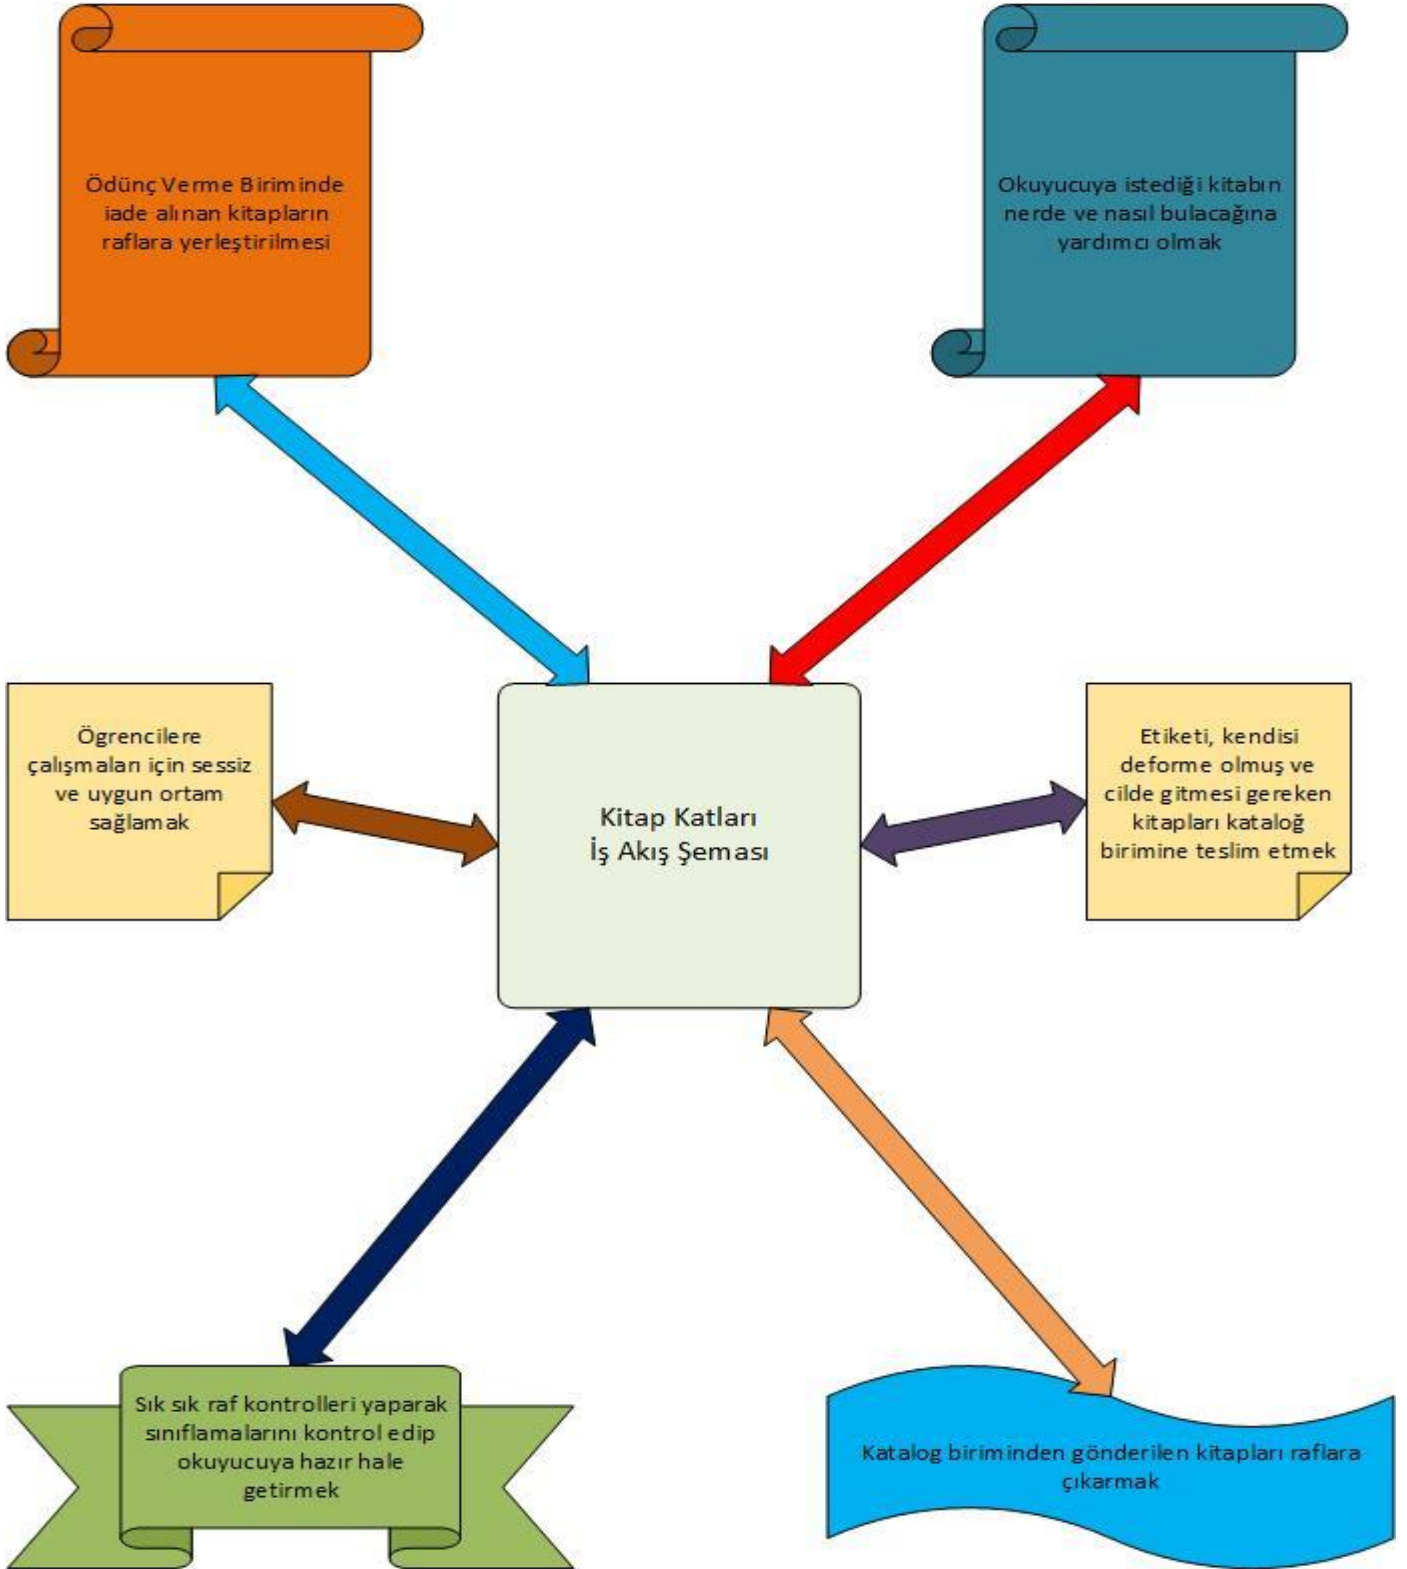 Ödünç Verme Biriminde
iade alınan kitapların
raflara yerleştirilmesi
Okuyucuya istediği kitabın
nerde ve nasıl bulacağına
yardımcı olmak
Ögrencilere
çalışmaları için sessiz
ve uygun ortam
sağlamak
Kitap Katları
İş Akış Şeması
Etiketi, kendisi
deforme olmuş ve
cilde gitmesi gereken
kitapları kataloğ
birimine teslim etmek
Sık sık raf kontrolleri yaparak
sınıflamalarını kontrol edip
okuyucuya hazır hale
getirmek
Katalog biriminden gönderilen kitapları raflara
çıkarmak